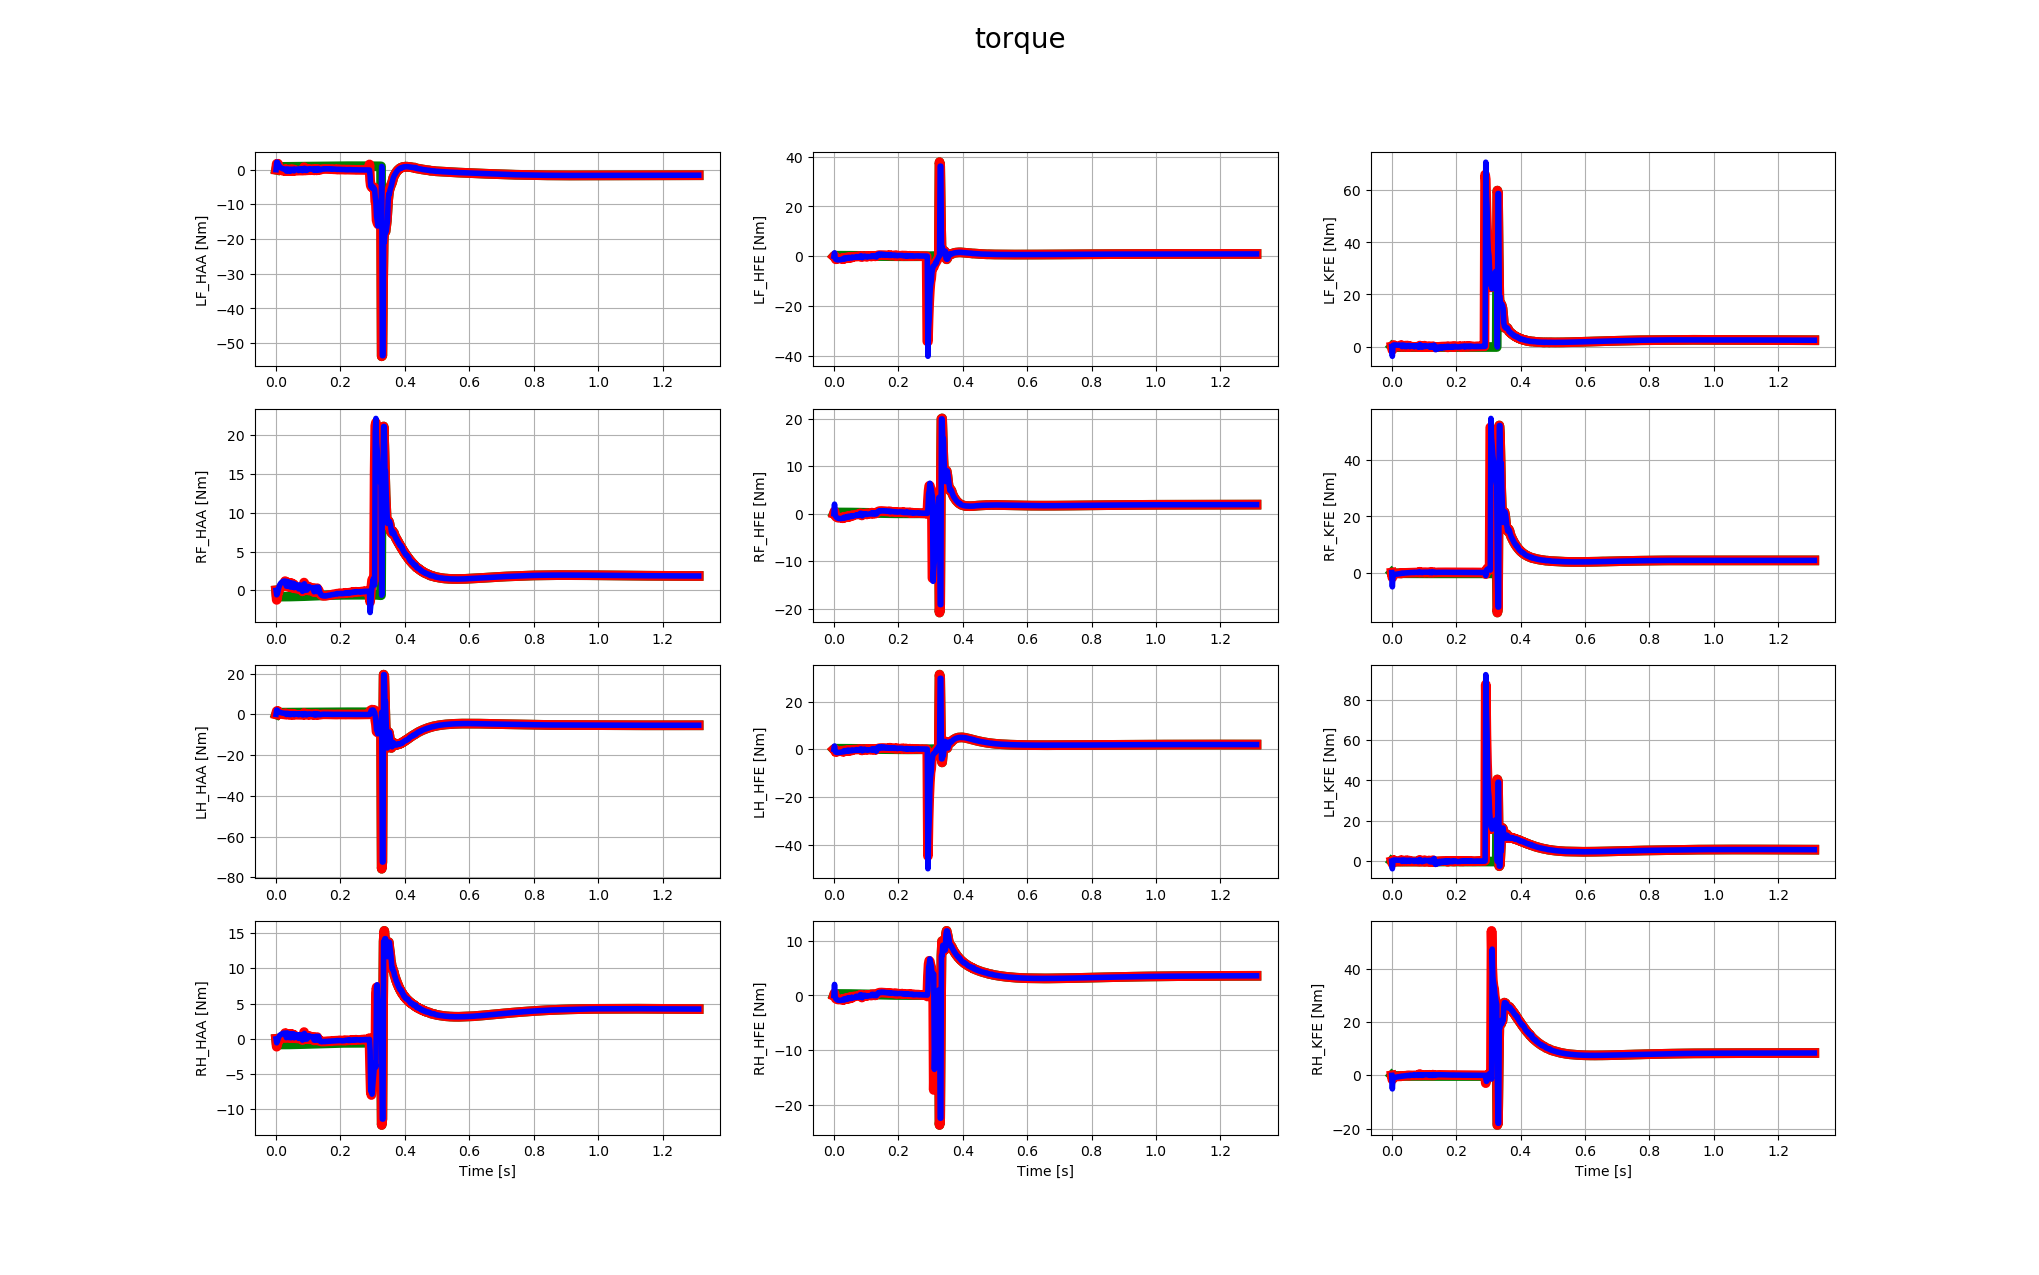 torque
0
−10
−20
−30
−40
−50
LF_HAA [Nm]
0.0 0.2 0.4 0.6 0.8 1.0 1.2
40
20
0
−20
−40
LF_HFE [Nm]
0.0 0.2 0.4 0.6 0.8 1.0 1.2
60
40
20
0
LF_KFE [Nm]
0.0 0.2 0.4 0.6 0.8 1.0 1.2
20
15
10
5
0
RF_HAA [Nm]
0.0 0.2 0.4 0.6 0.8 1.0 1.2
20
10
0
−10
−20
RF_HFE [Nm]
0.0 0.2 0.4 0.6 0.8 1.0 1.2
40
20
0
RF_KFE [Nm]
0.0 0.2 0.4 0.6 0.8 1.0 1.2
20
0
−20
−40
−60
−80
LH_HAA [Nm]
0.0 0.2 0.4 0.6 0.8 1.0 1.2
20
0
−20
−40
LH_HFE [Nm]
0.0 0.2 0.4 0.6 0.8 1.0 1.2
80
60
40
20
0
LH_KFE [Nm]
0.0 0.2 0.4 0.6 0.8 1.0 1.2
15
10
5
0
−5
−10
RH_HAA [Nm]
0.0 0.2 0.4 0.6 0.8 1.0 1.2
Time [s]
10
0
−10
−20
RH_HFE [Nm]
0.0 0.2 0.4 0.6 0.8 1.0 1.2
Time [s]
40
20
0
−20
RH_KFE [Nm]
0.0 0.2 0.4 0.6 0.8 1.0 1.2
Time [s]